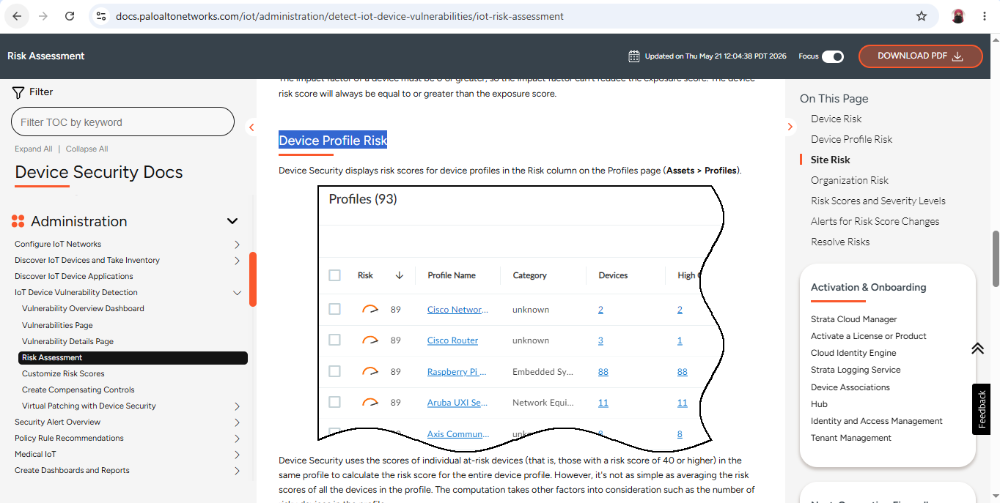 docs.paloaltonetworks.com/iot/administration/detect-iot-device-vulnerabilities/iot-risk-assessment
Risk Assessment
Updated on Thu May 21 12:04:38 PDT 2026
Focus
DOWNLOAD PDF
Filter
Filter TOC by keyword
Expand All | Collapse All
Device Security Docs
Administration
Configure IoT Networks
Discover IoT Devices and Take Inventory
Discover IoT Device Applications
IoT Device Vulnerability Detection
Vulnerability Overview Dashboard
Vulnerabilities Page
Vulnerability Details Page
Risk Assessment
Customize Risk Scores
Create Compensating Controls
Virtual Patching with Device Security
Security Alert Overview
Policy Rule Recommendations
Medical IoT
Create Dashboards and Reports
The impact factor of a device must be 0 or greater, so the impact factor can't reduce the exposure score. The device
risk score will always be equal to or greater than the exposure score.
Device Profile Risk
Device Security displays risk scores for device profiles in the Risk column on the Profiles page (Assets > Profiles).
Profiles (93)
Risk Profile Name Category Devices High
89 Cisco Networ... unknown 2 2
89 Cisco Router unknown 3 1
89 Raspberry Pi ... Embedded Sy... 88 88
89 Aruba UXI Se... Network Equi... 11 11
Axis Commun... 8
Device Security uses the scores of individual at-risk devices (that is, those with a risk score of 40 or higher) in the
same profile to calculate the risk score for the entire device profile. However, it's not as simple as averaging the risk
scores of all the devices in the profile. The computation takes other factors into consideration such as the number of
risky devices in the profile.
On This Page
Device Risk
Device Profile Risk
Site Risk
Organization Risk
Risk Scores and Severity Levels
Alerts for Risk Score Changes
Resolve Risks
Activation & Onboarding
Strata Cloud Manager
Activate a License or Product
Cloud Identity Engine
Strata Logging Service
Device Associations
Hub
Identity and Access Management
Tenant Management
Feedback